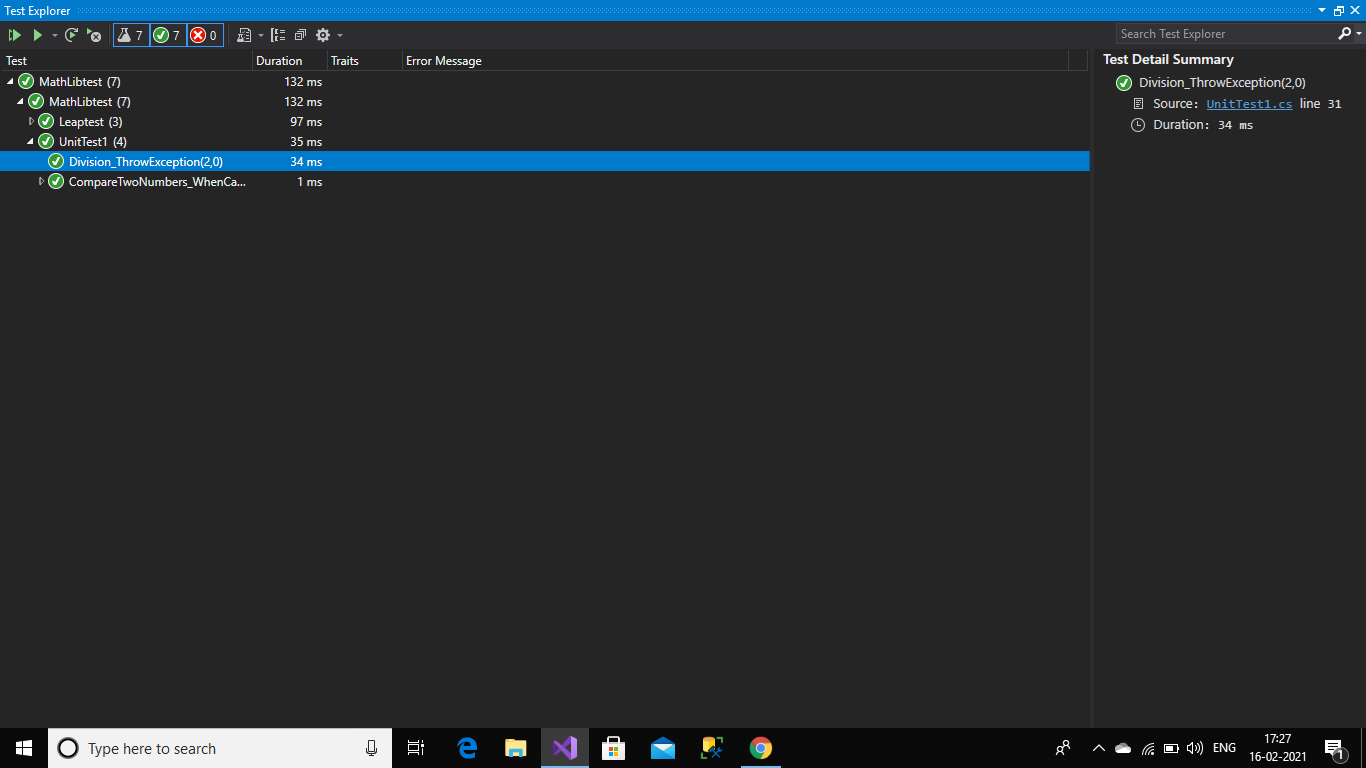 Test Explorer
7 7 0
Search Test Explorer
Test Duration Traits Error Message
MathLibtest (7) 132 ms
MathLibtest (7) 132 ms
Leaptest (3) 97 ms
UnitTest1 (4) 35 ms
Division_ThrowException(2,0) 34 ms
CompareTwoNumbers_WhenCa... 1 ms
Test Detail Summary
Division_ThrowException(2,0)
Source: UnitTest1.cs line 31
Duration: 34 ms
Type here to search
ENG
17:27
16-02-2021
1